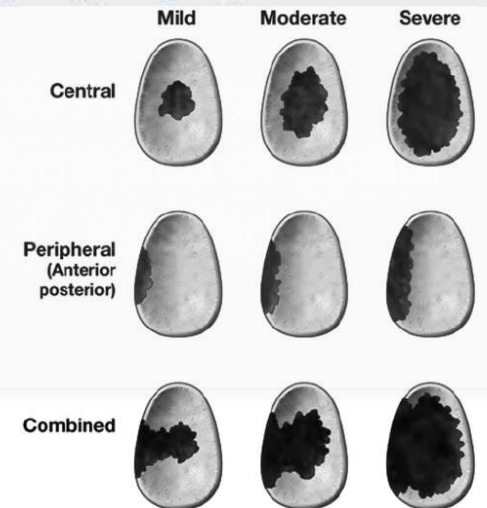 Mild Moderate Severe
Central
Peripheral
(Anterior
posterior)
Combined